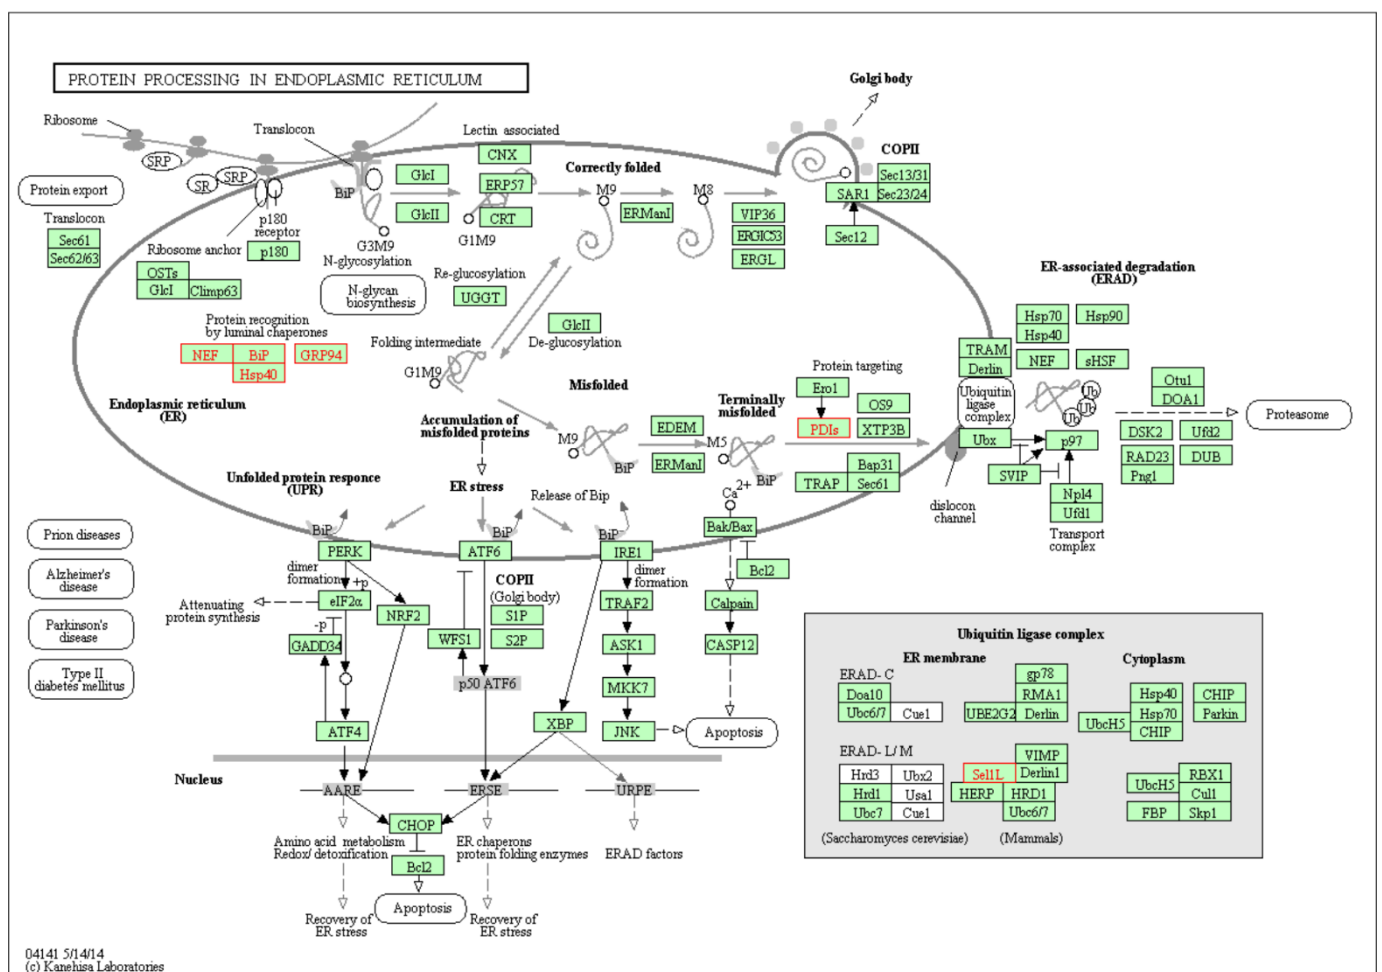 PROTEIN PROCESSING IN ENDOPLASMIC RETICULUM
Golgi body
Ribosome
Translocon
Lectin associated
COPII
SRP
SR
SRP
BiP
GlcI
CNX
Correctly folded
Sec13/31
Protein export
ERP57
M9
M8
SAR1
Sec23/24
Translocon
p180
receptor
GlcII
CRT
ERManI
VIP36
Sec61
G3M9
G1M9
ERGIC53
Sec12
Sec62/63
Ribosome anchor
p180
N-glycosylation
ERGL
OSTs
Re-glucosylation
ER-associated degradation
(ERAD)
GlcI
Climp63
N-glycan
biosynthesis
UGGT
Protein recognition
by luminal chaperones
GlcII
Hsp70
Hsp90
Hsp40
NEF
BiP
GRP94
Folding intermediate
De-glucosylation
TRAM
NEF
sHSF
Hsp40
G1M9
Protein targeting
Derlin
Otu1
Misfolded
Ero1
Ubiquitin
ligase
complex
Ub
Ub
Ub
DOA1
Endoplasmic reticulum
(ER)
Accumulation of
misfolded proteins
Terminally
misfolded
OS9
Proteasome
M9
EDEM
M5
PDIs
XTP3B
Ubx
p97
DSK2
Ufd2
BiP
ERManI
BiP
Bap31
SVIP
RAD23
DUB
Unfolded protein responce
(UPR)
ER stress
Release of Bip
Ca2+
TRAP
Sec61
Png1
dislocon
channel
Npl4
Ufd1
Transport
complex
BiP
BiP
BiP
Bak/Bax
Prion diseases
PERK
ATF6
IRE1
Bcl2
Alzheimer's
disease
dimer
formation
+p
COPII
(Golgi body)
dimer
formation
Attenuating
protein synthesis
eIF2α
NRF2
S1P
TRAF2
Calpain
Parkinson's
disease
-p
GADD34
WFS1
S2P
ASK1
CASP12
Type II
diabetes mellitus
p50 ATF6
MKK7
ATF4
XBP
JNK
Apoptosis
Nucleus
AARE
ERSE
URPE
CHOP
Amino acid metabolism
Redox/ detoxification
ER chaperons
protein folding enzymes
ERAD factors
Bcl2
Apoptosis
Recovery of
ER stress
Recovery of
ER stress
Ubiquitin ligase complex
ER membrane
Cytoplasm
ERAD- C
gp78
Doa10
RMA1
Hsp40
CHIP
Ubc6/7
Cue1
UBE2G2
Derlin
UbcH5
Hsp70
Parkin
CHIP
ERAD- L/ M
VIMP
Hrd3
Ubx2
Sel1L
Derlin1
RBX1
Hrd1
Usa1
HERP
HRD1
UbcH5
Cul1
Ubc7
Cue1
Ubc6/7
FBP
Skp1
(Saccharomyces cerevisiae)
(Mammals)
04141 5/14/14
(c) Kanehisa Laboratories